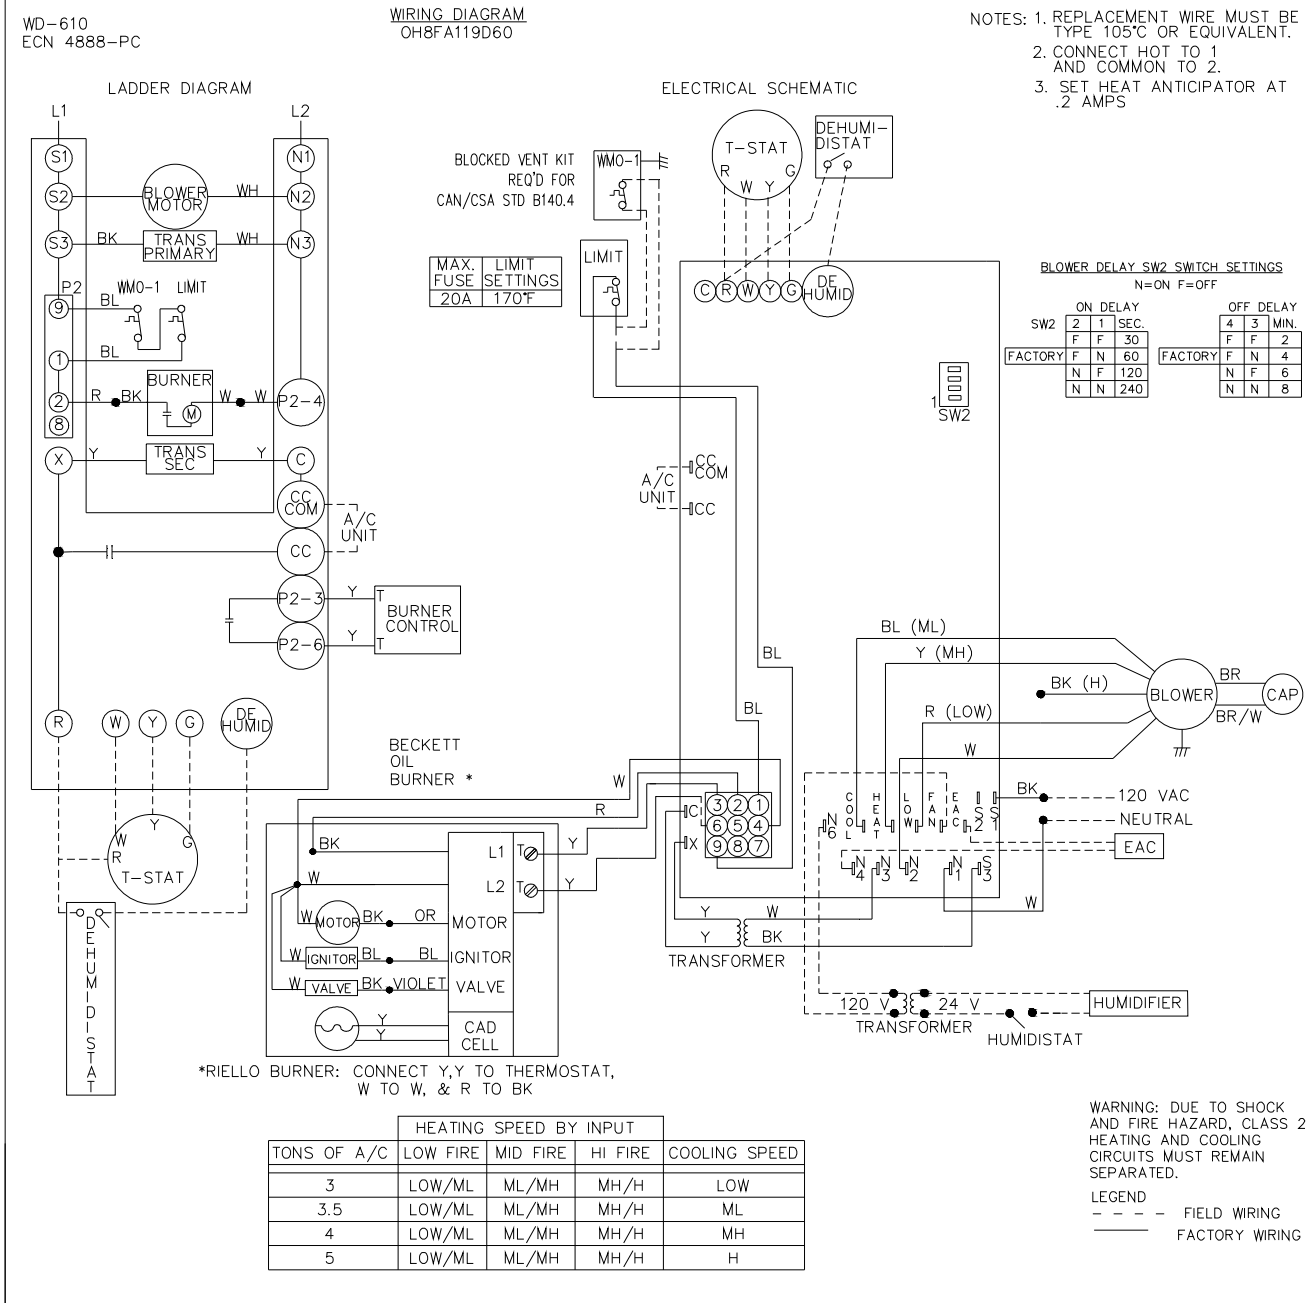 WD-610
ECN 4888-PC
WIRING DIAGRAM
OH8FA119D60
NOTES: 1. REPLACEMENT WIRE MUST BE
TYPE 105°C OR EQUIVALENT.
2. CONNECT HOT TO 1
AND COMMON TO 2.
3. SET HEAT ANTICIPATOR AT
.2 AMPS
LADDER DIAGRAM
L1
L2
S1
N1
S2
BLOWER
MOTOR
WH
N2
S3
BK
TRANS
PRIMARY
WH
N3
P2
9
BL
WMO-1
LIMIT
1
BL
BURNER
2
R
BK
M
W
W
P2-4
8
X
Y
TRANS
SEC
Y
C
CC
COM
A/C
UNIT
CC
P2-3
Y
T
BURNER
CONTROL
P2-6
Y
T
R
W
Y
G
DE
HUMID
W
Y
G
R
T-STAT
DEHUMIDISTAT
ELECTRICAL SCHEMATIC
BLOCKED VENT KIT
REQ'D FOR
CAN/CSA STD B140.4
WMO-1
T-STAT
R
W
Y
G
DEHUMI-
DISTAT
LIMIT
MAX. FUSE
LIMIT SETTINGS
20A
170°F
C
R
W
Y
G
DE
HUMID
BLOWER DELAY SW2 SWITCH SETTINGS
N=ON F=OFF
ON DELAY
SW2 2 1 SEC.
F F 30
FACTORY F N 60
N F 120
N N 240
OFF DELAY
4 3 MIN.
F F 2
FACTORY F N 4
N F 6
N N 8
1
SW2
A/C
UNIT
CC
COM
CC
BL
BL
BL (ML)
Y (MH)
BK (H)
R (LOW)
W
BLOWER
BR
BR/W
CAP
BECKETT
OIL
BURNER *
W
R
3 2 1
6 5 4
9 8 7
C
X
N6
COOL
HEAT
LOW
FAN
EAC
S2
S1
N4
N3
N2
N1
S3
BK
120 VAC
NEUTRAL
EAC
W
BK
W
L1
T
Y
L2
T
Y
W
MOTOR
BK
OR
MOTOR
W
IGNITOR
BL
BL
IGNITOR
W
VALVE
BK
VIOLET
VALVE
Y
Y
CAD
CELL
Y
W
Y
BK
TRANSFORMER
120 V
24 V
TRANSFORMER
HUMIDIFIER
HUMIDISTAT
*RIELLO BURNER: CONNECT Y,Y TO THERMOSTAT,
W TO W, & R TO BK
HEATING SPEED BY INPUT
TONS OF A/C LOW FIRE MID FIRE HI FIRE COOLING SPEED
3 LOW/ML ML/MH MH/H LOW
3.5 LOW/ML ML/MH MH/H ML
4 LOW/ML ML/MH MH/H MH
5 LOW/ML ML/MH MH/H H
WARNING: DUE TO SHOCK
AND FIRE HAZARD, CLASS 2
HEATING AND COOLING
CIRCUITS MUST REMAIN
SEPARATED.
LEGEND
FIELD WIRING
FACTORY WIRING